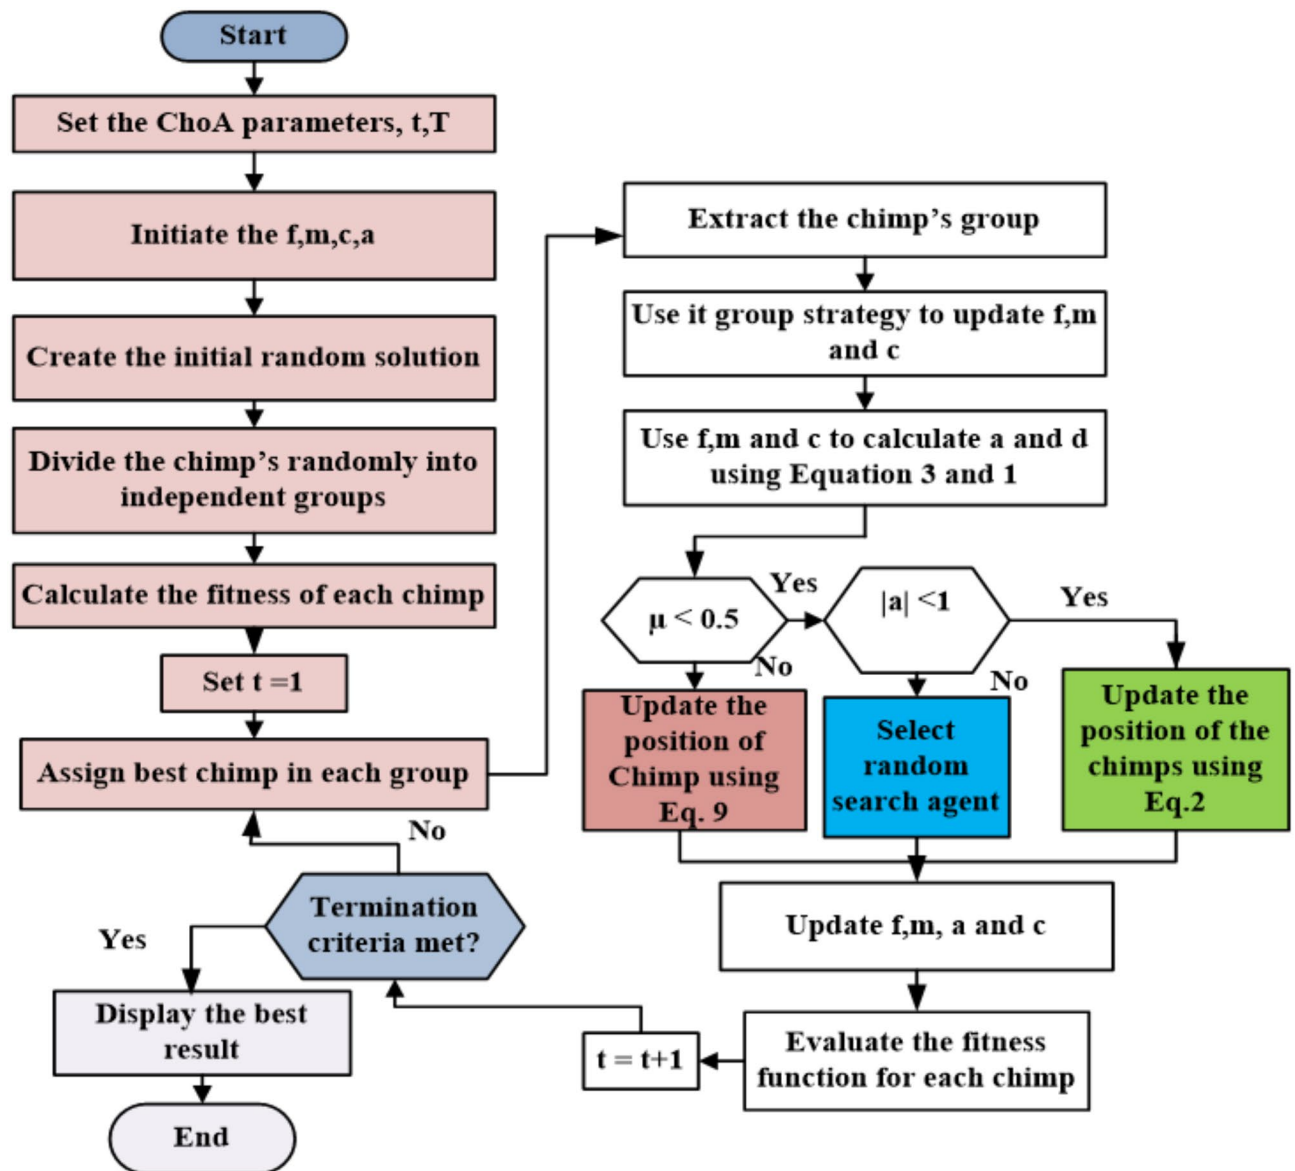 Start
Set the ChoA parameters, t,T
Initiate the f,m,c,a
Create the initial random solution
Divide the chimp's randomly into
independent groups
Calculate the fitness of each chimp
Set t =1
Assign best chimp in each group
Extract the chimp's group
Use it group strategy to update f,m
and c
Use f,m and c to calculate a and d
using Equation 3 and 1
μ < 0.5
Yes
No
|a| <1
Yes
No
Update the
position of
Chimp using
Eq. 9
Select
random
search agent
Update the
position of the
chimps using
Eq.2
Update f,m, a and c
Evaluate the fitness
function for each chimp
t = t+1
Termination
criteria met?
No
Yes
Display the best
result
End